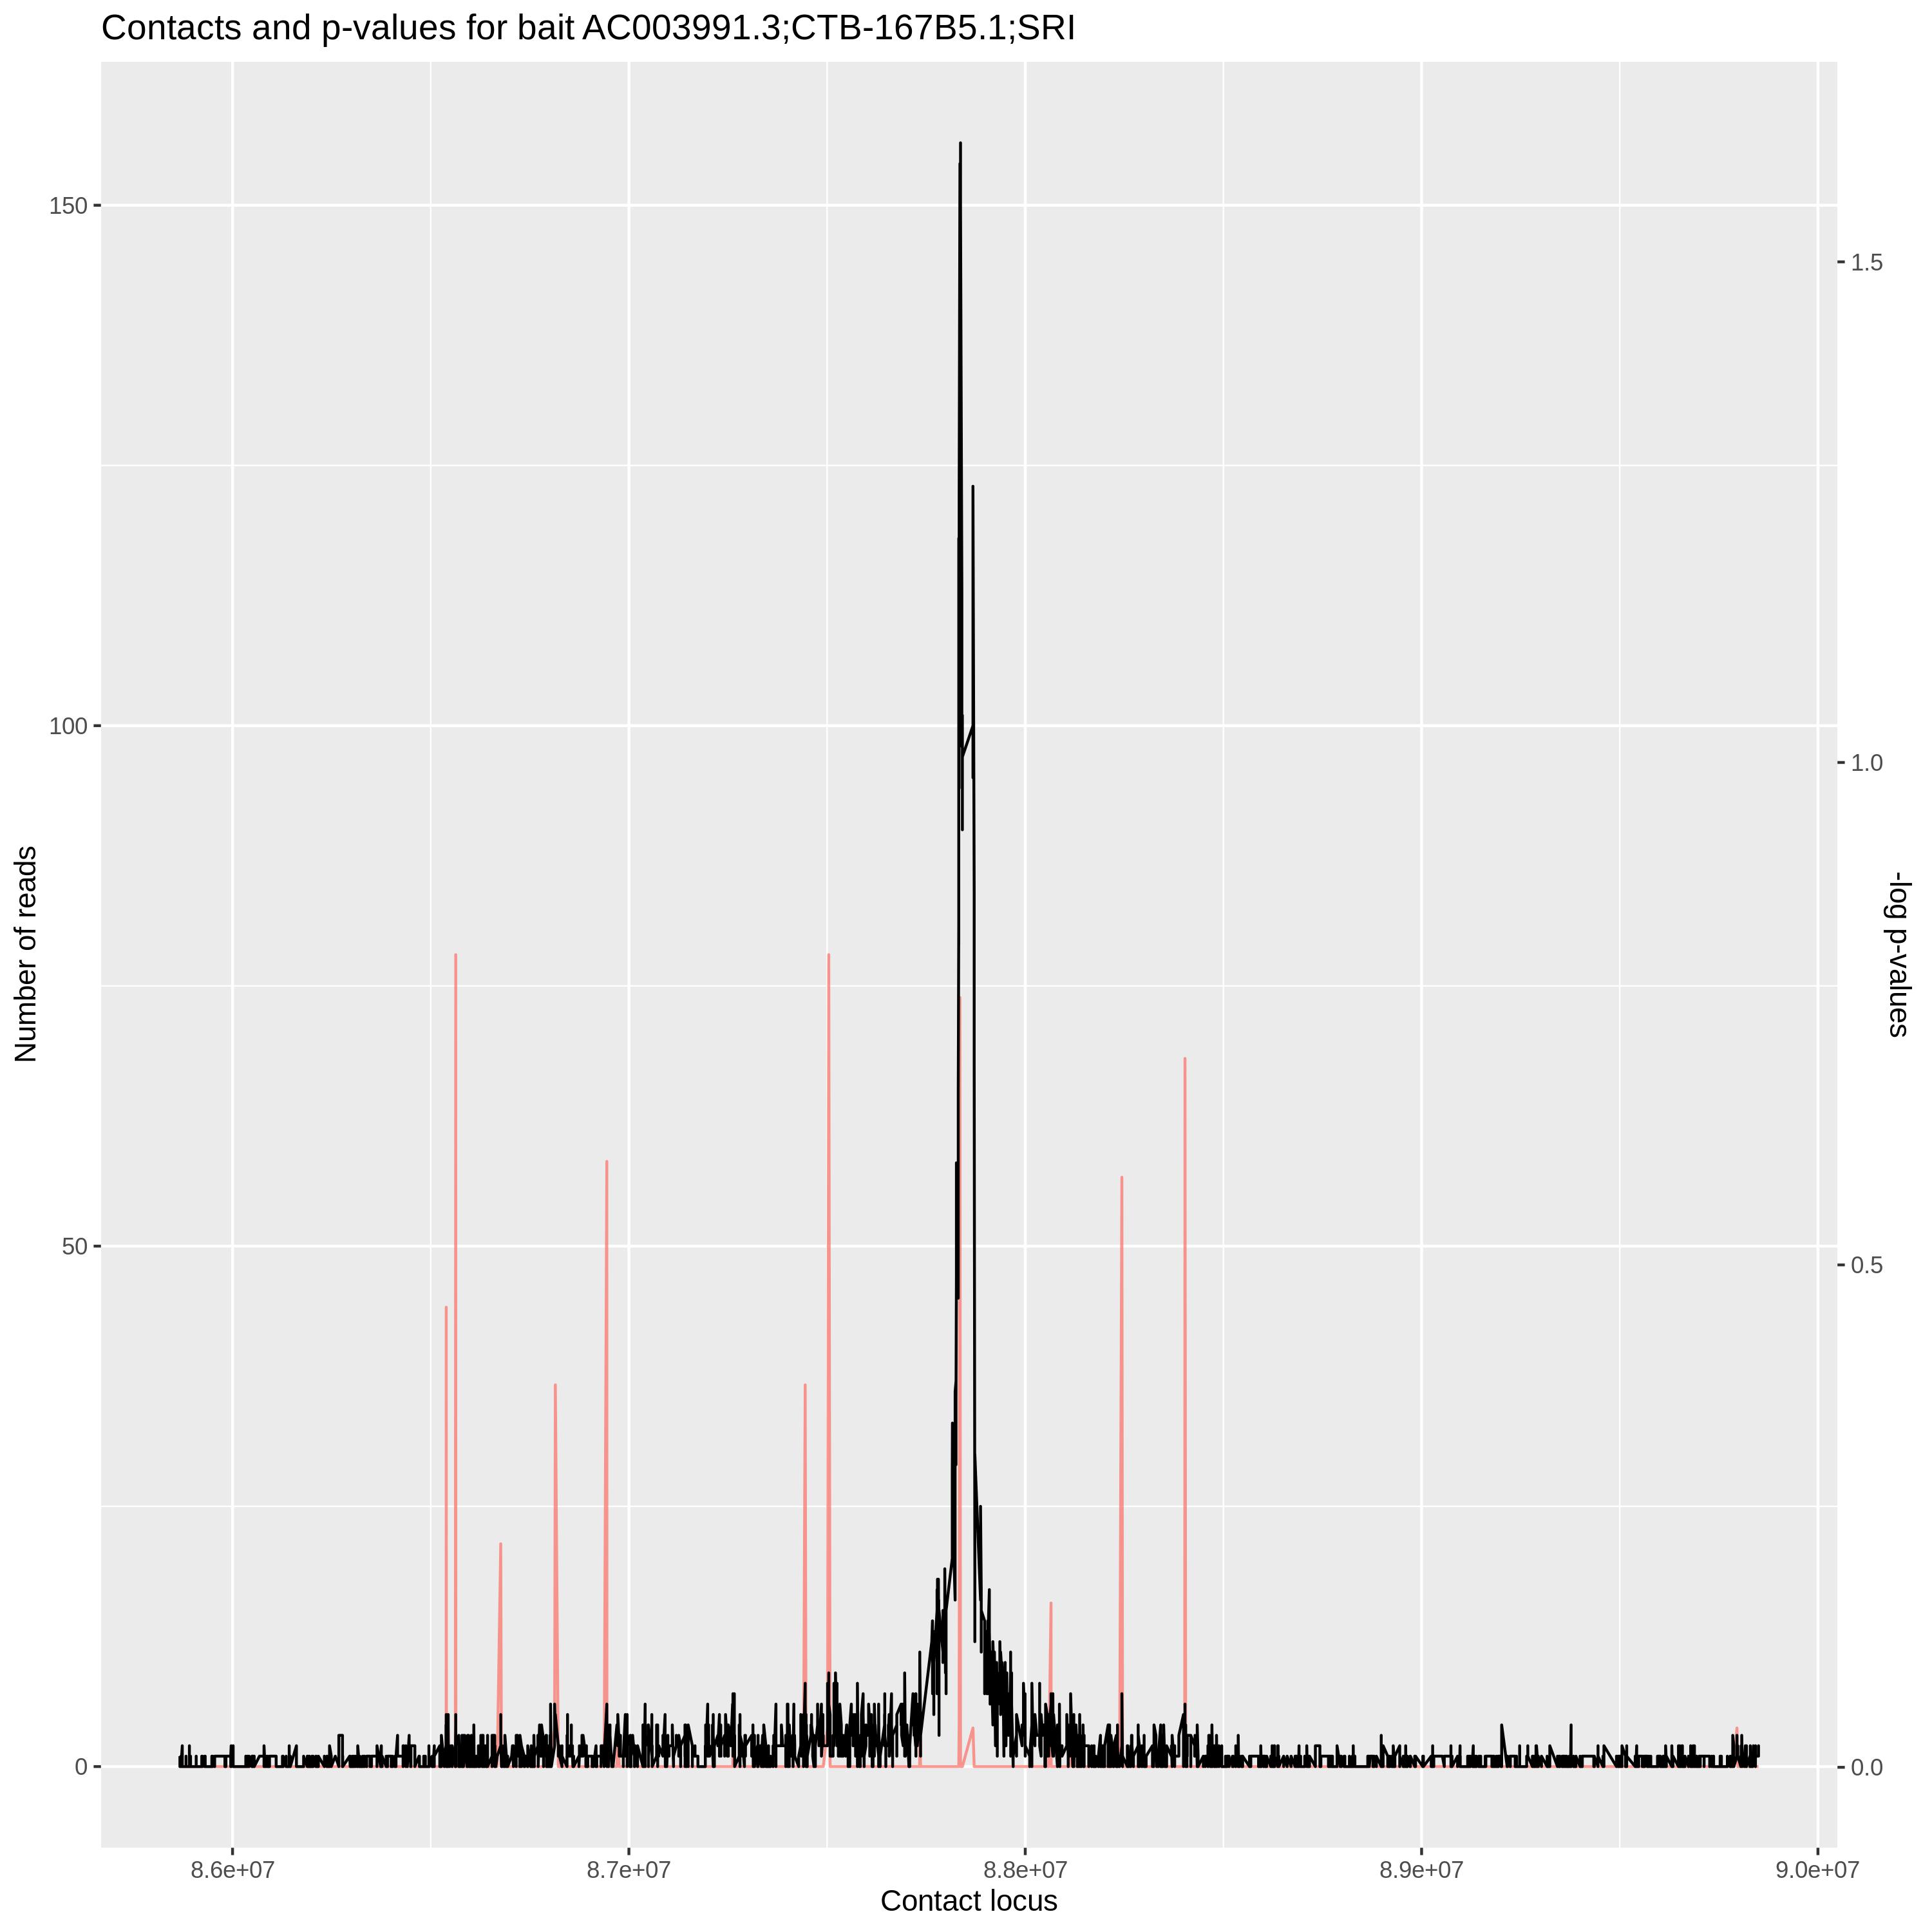 Contacts and p-values for bait AC003991.3;CTB-167B5.1;SRI
150
100
50
0
Number of reads
1.5
1.0
0.5
0.0
-log p-values
8.6e+07 8.7e+07 8.8e+07 8.9e+07 9.0e+07
Contact locus